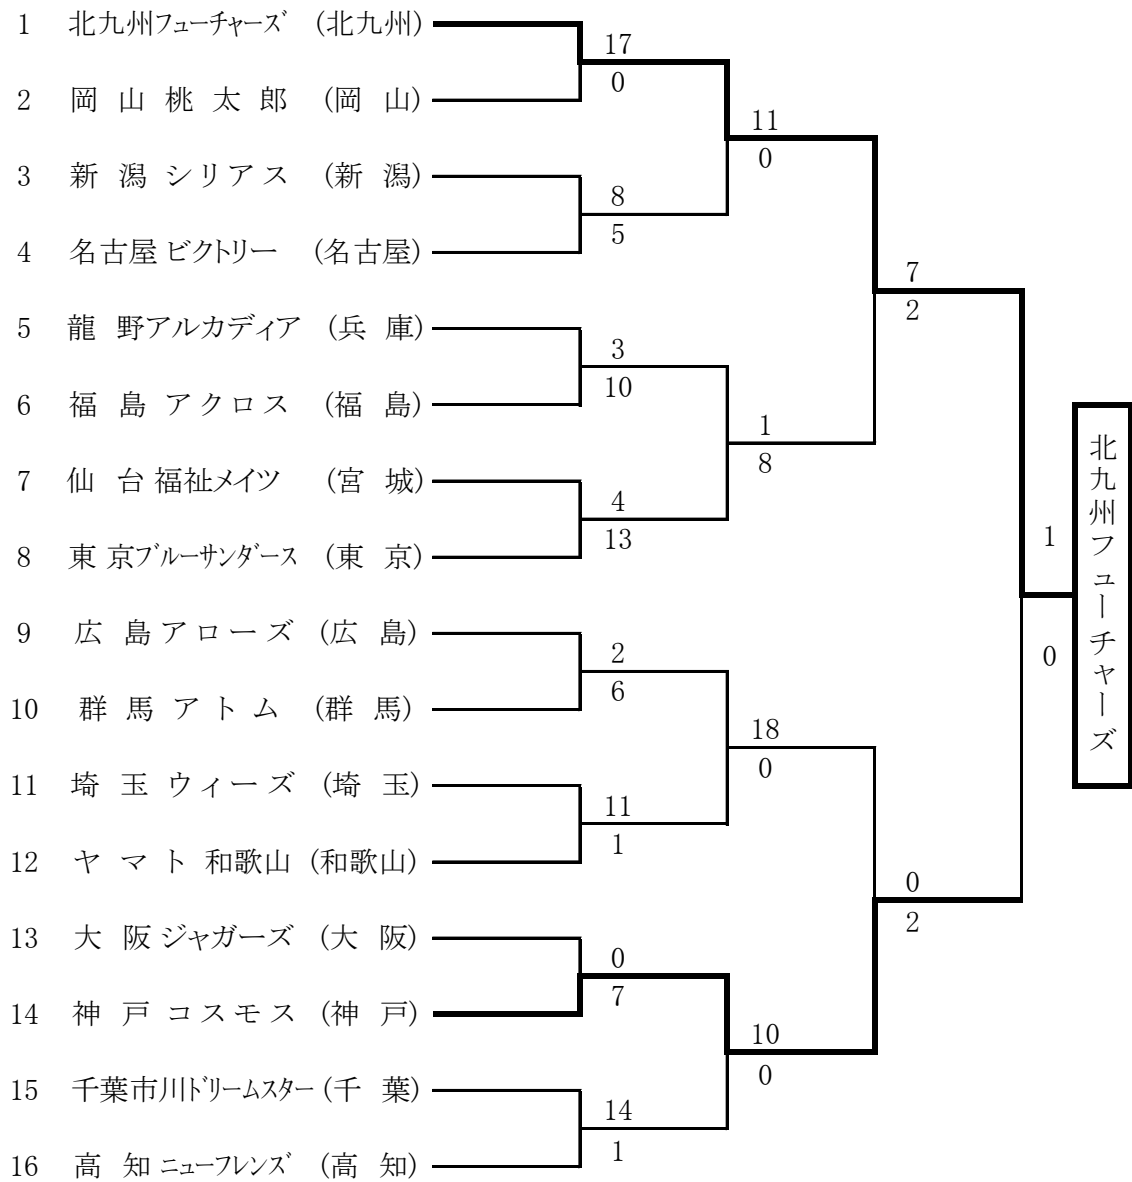 1 北九州フューチャーズ (北九州)
17
0
2 岡山桃太郎 (岡山)
11
0
3 新潟シリアス (新潟)
8
5
4 名古屋ビクトリー (名古屋)
7
2
5 龍野アルカディア (兵庫)
3
10
6 福島アクロス (福島)
1
8
7 仙台福祉メイツ (宮城)
4
13
8 東京ブルーサンダース (東京)
1
0
北九州フューチャーズ
9 広島アローズ (広島)
2
6
10 群馬アトム (群馬)
18
0
11 埼玉ウィーズ (埼玉)
11
1
12 ヤマト和歌山 (和歌山)
0
2
13 大阪ジャガーズ (大阪)
0
7
14 神戸コスモス (神戸)
10
0
15 千葉市川ドリームスター (千葉)
14
1
16 高知ニューフレンズ (高知)